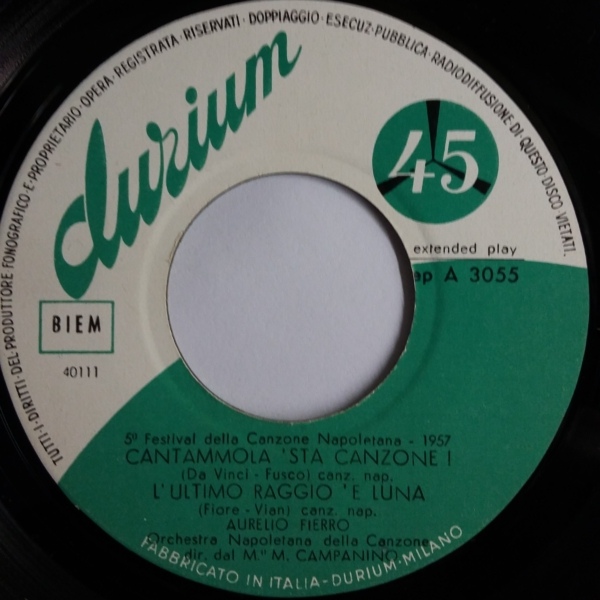 TUTTI·I·DIRITTI·DEL·PRODUTTORE FONOGRAFICO E·PROPRIETARIO·OPERA·REGISTRATA·RISERVATI·DOPPIAGGIO·ESECUZ·PUBBLICA·RADIODIFFUSIONE DI·QUESTO DISCO VIETATI.
durium
45
extended play
ep A 3055
BIEM
40111
5º Festival della Canzone Napoletana - 1957
CANTAMMOLA 'STA CANZONE !
(Da Vinci - Fusco) canz. nap.
L'ULTIMO RAGGIO 'E LUNA
(Fiore - Vian) canz. nap.
AURELIO FIERRO
Orchestra Napoletana della Canzone
dir. dal M.º M. CAMPANINO
FABBRICATO IN ITALIA-DURIUM-MILANO